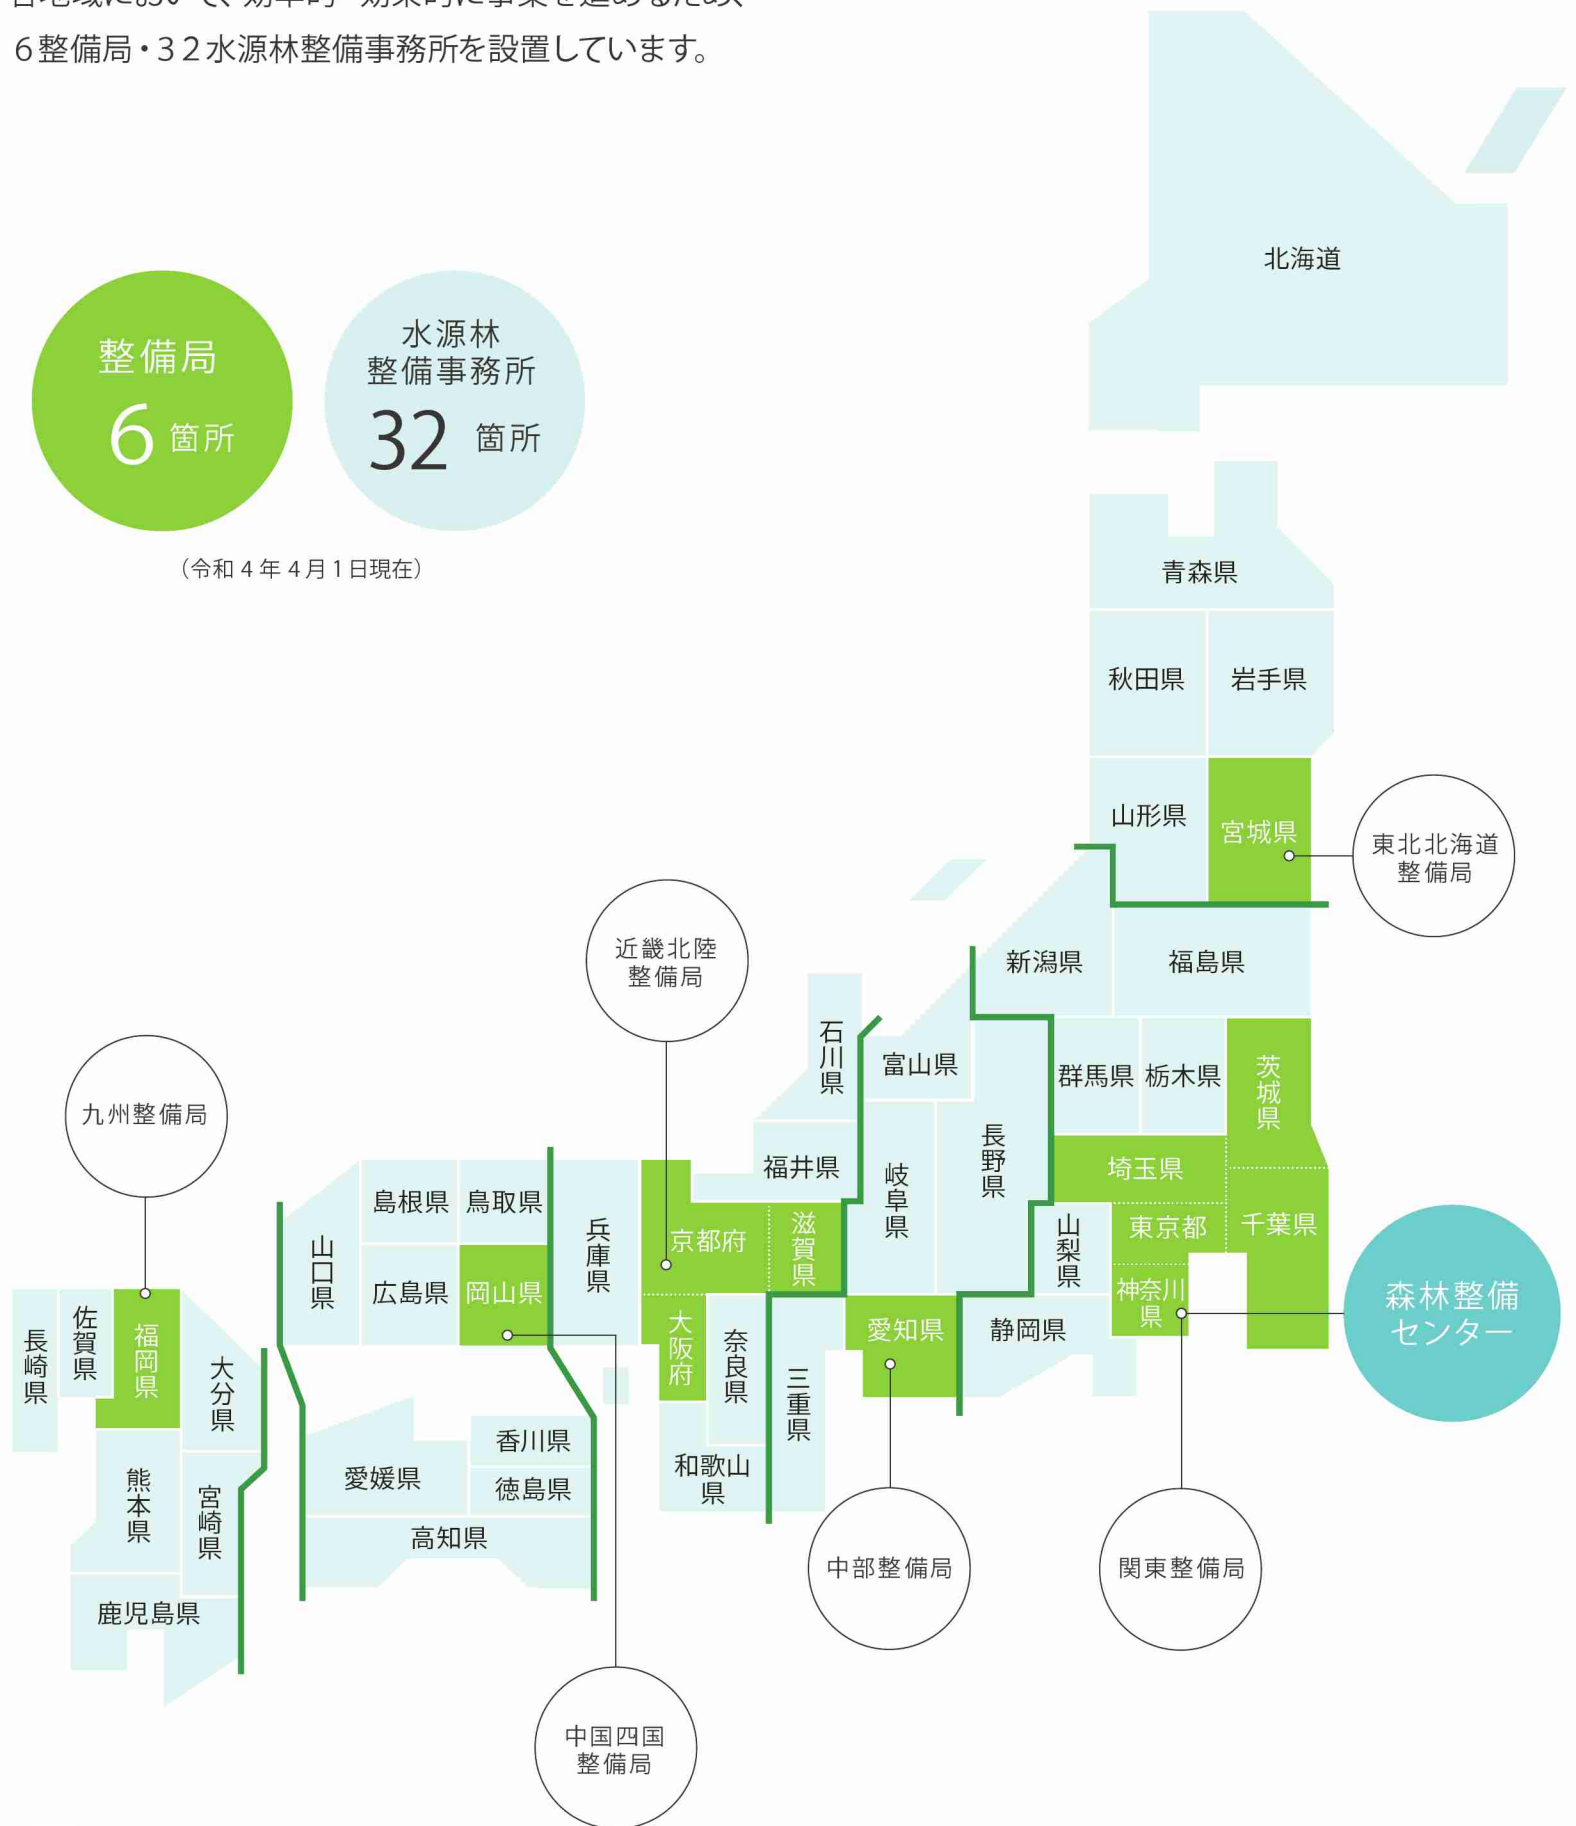 6整備局・32水源林整備事務所を設置しています。
整備局
6 箇所
水源林
整備事務所
32 箇所
（令和4年4月1日現在）
北海道
青森県
秋田県
岩手県
山形県
宮城県
東北北海道
整備局
新潟県
福島県
近畿北陸
整備局
石川県
富山県
群馬県
栃木県
茨城県
九州整備局
福井県
岐阜県
長野県
埼玉県
千葉県
東京都
山梨県
神奈川
県
森林整備
センター
島根県
鳥取県
兵庫県
京都府
滋賀県
山口県
広島県
岡山県
大阪府
奈良県
愛知県
静岡県
三重県
和歌山
県
長崎県
佐賀県
福岡県
大分県
熊本県
宮崎県
鹿児島県
愛媛県
香川県
徳島県
高知県
中部整備局
関東整備局
中国四国
整備局